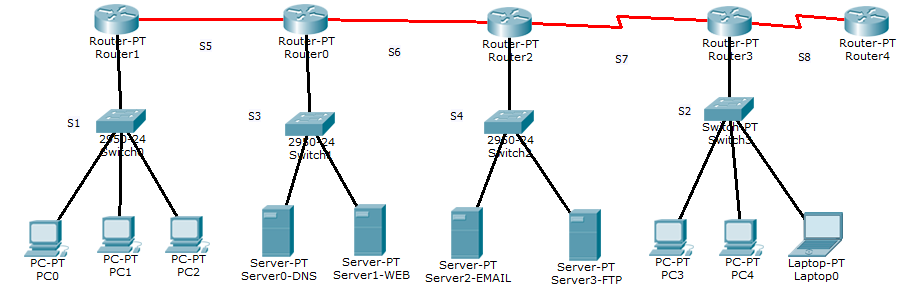 Router-PT
Router1
Router-PT
Router0
Router-PT
Router2
Router-PT
Router3
Router-PT
Router4
S5
S6
S7
S8
S1
2950-24
Switch0
S3
2950-24
Switch1
S4
2950-24
Switch2
S2
Switch-PT
Switch3
PC-PT
PC0
PC-PT
PC1
PC-PT
PC2
Server-PT
Server0-DNS
Server-PT
Server1-WEB
Server-PT
Server2-EMAIL
Server-PT
Server3-FTP
PC-PT
PC3
PC-PT
PC4
Laptop-PT
Laptop0